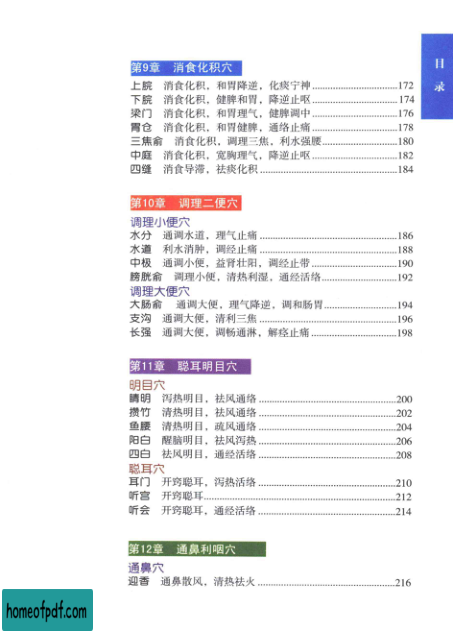 目
录
第9章 消食化积穴
上脘 消食化积，和胃降逆，化痰宁神 172
下脘 消食化积，健脾和胃，降逆止呕 174
梁门 消食化积，和胃理气，健脾调中 176
胃仓 消食化积，和胃健脾，通络止痛 178
三焦俞 消食化积，调理三焦，利水强腰 180
中庭 消食化积，宽胸理气，降逆止呕 182
四缝 消食导滞，祛痰化积 184
第10章 调理二便穴
调理小便穴
水分 通调水道，理气止痛 186
水道 利水消肿，调经止痛 188
中极 通调小便，益肾壮阳，调经止带 190
膀胱俞 调理小便，清热利湿，通经活络 192
调理大便穴
大肠俞 通调大便，理气降逆，调和肠胃 194
支沟 通调大便，清利三焦 196
长强 通调大便，调畅通淋，解痉止痛 198
第11章 聪耳明目穴
明目穴
睛明 泻热明目，祛风通络 200
攒竹 清热明目，祛风通络 202
鱼腰 清热明目，疏风通络 204
阳白 醒脑明目，祛风泻热 206
四白 祛风明目，通经活络 208
聪耳穴
耳门 开窍聪耳，泻热活络 210
听宫 开窍聪耳 212
听会 开窍聪耳，通经活络 214
第12章 通鼻利咽穴
通鼻穴
迎香 通鼻散风，清热祛火 216
homeofpdf.com